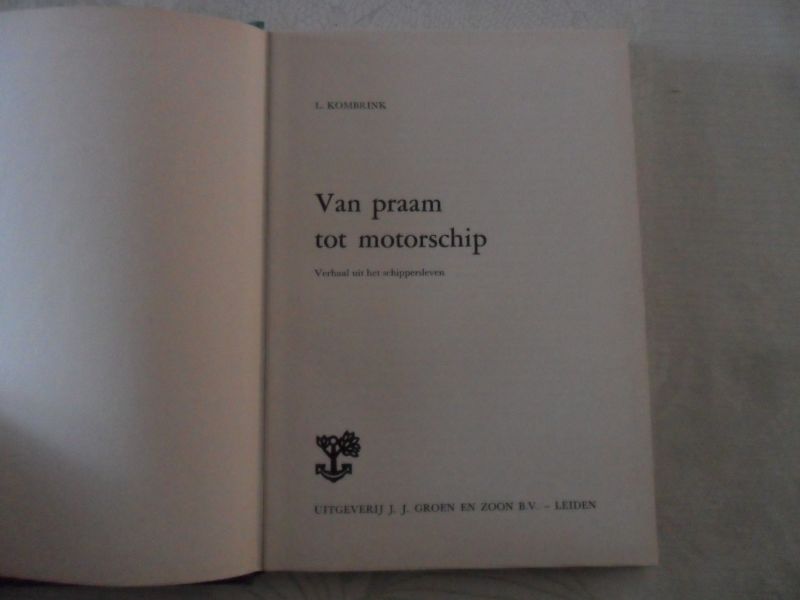 L. KOMBRINK
Van praam
tot motorschip
Verhaal uit het schippersleven
UITGEVERIJ J. J. GROEN EN ZOON B.V. – LEIDEN